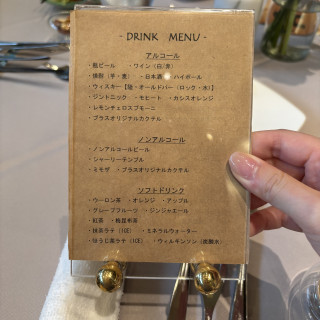 - DRINK MENU -
アルコール
・瓶ビール ・ワイン（白/赤）
・焼酎（芋・麦） ・日本酒 ・ハイボール
・ウイスキー【陸・オールドパー（ロック・水）】
・ジントニック ・モヒート ・カシスオレンジ
・レモンチェロスプモーニ
・プラスオリジナルカクテル
ノンアルコール
・ノンアルコールビール
・シャーリーテンプル
・ミモザ ・プラスオリジナルカクテル
ソフトドリンク
・ウーロン茶 ・オレンジ ・アップル
・グレープフルーツ ・ジンジャエール
・紅茶 ・梅昆布茶
・抹茶ラテ（ICE） ・ミネラルウォーター
・ほうじ茶ラテ（ICE） ・ウィルキンソン（炭酸水）